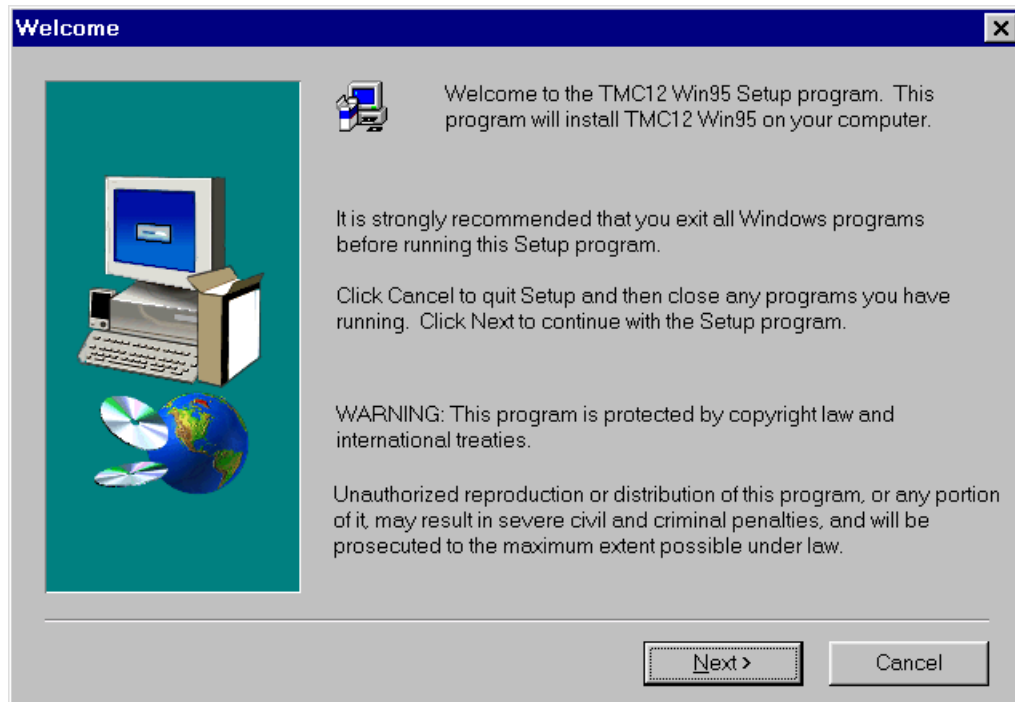 Welcome
Welcome to the TMC12 Win95 Setup program. This
program will install TMC12 Win95 on your computer.
It is strongly recommended that you exit all Windows programs
before running this Setup program.
Click Cancel to quit Setup and then close any programs you have
running. Click Next to continue with the Setup program.
WARNING: This program is protected by copyright law and
international treaties.
Unauthorized reproduction or distribution of this program, or any portion
of it, may result in severe civil and criminal penalties, and will be
prosecuted to the maximum extent possible under law.
Next >
Cancel